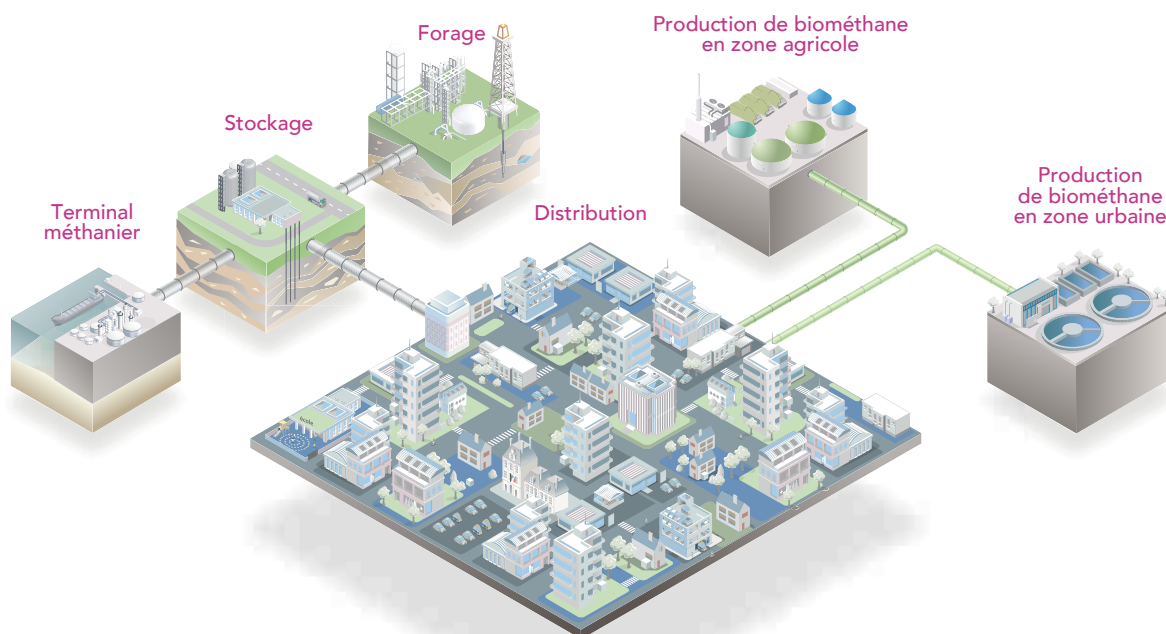 Forage
Production de biométhane
en zone agricole
Stockage
Production
de biométhane
en zone urbaine
Terminal
méthanier
Distribution